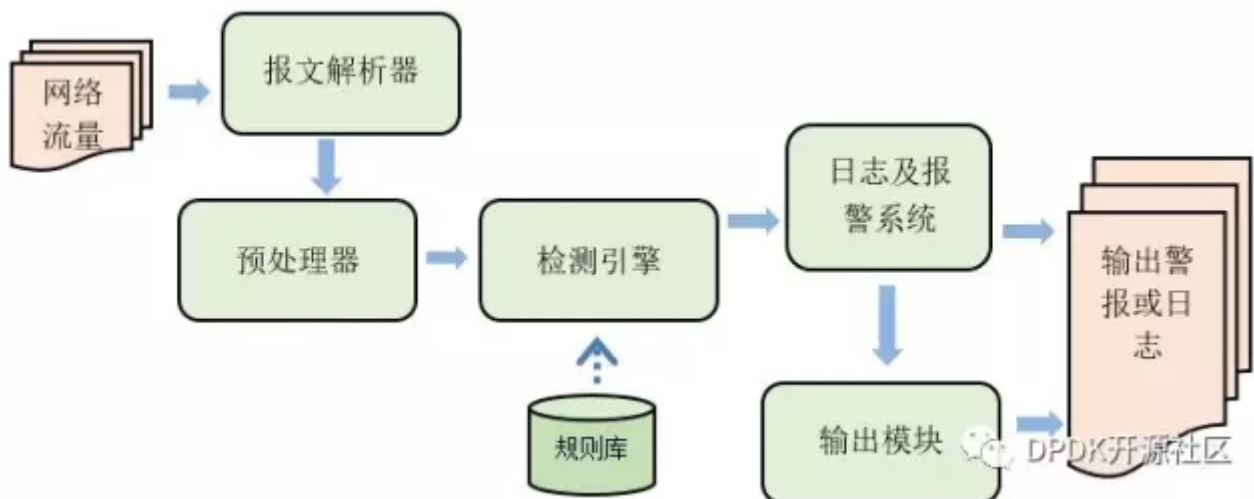 网络
流量
报文解析器
预处理器
检测引擎
规则库
日志及报
警系统
输出模块
输出警
报或日
志
DPDK开源社区